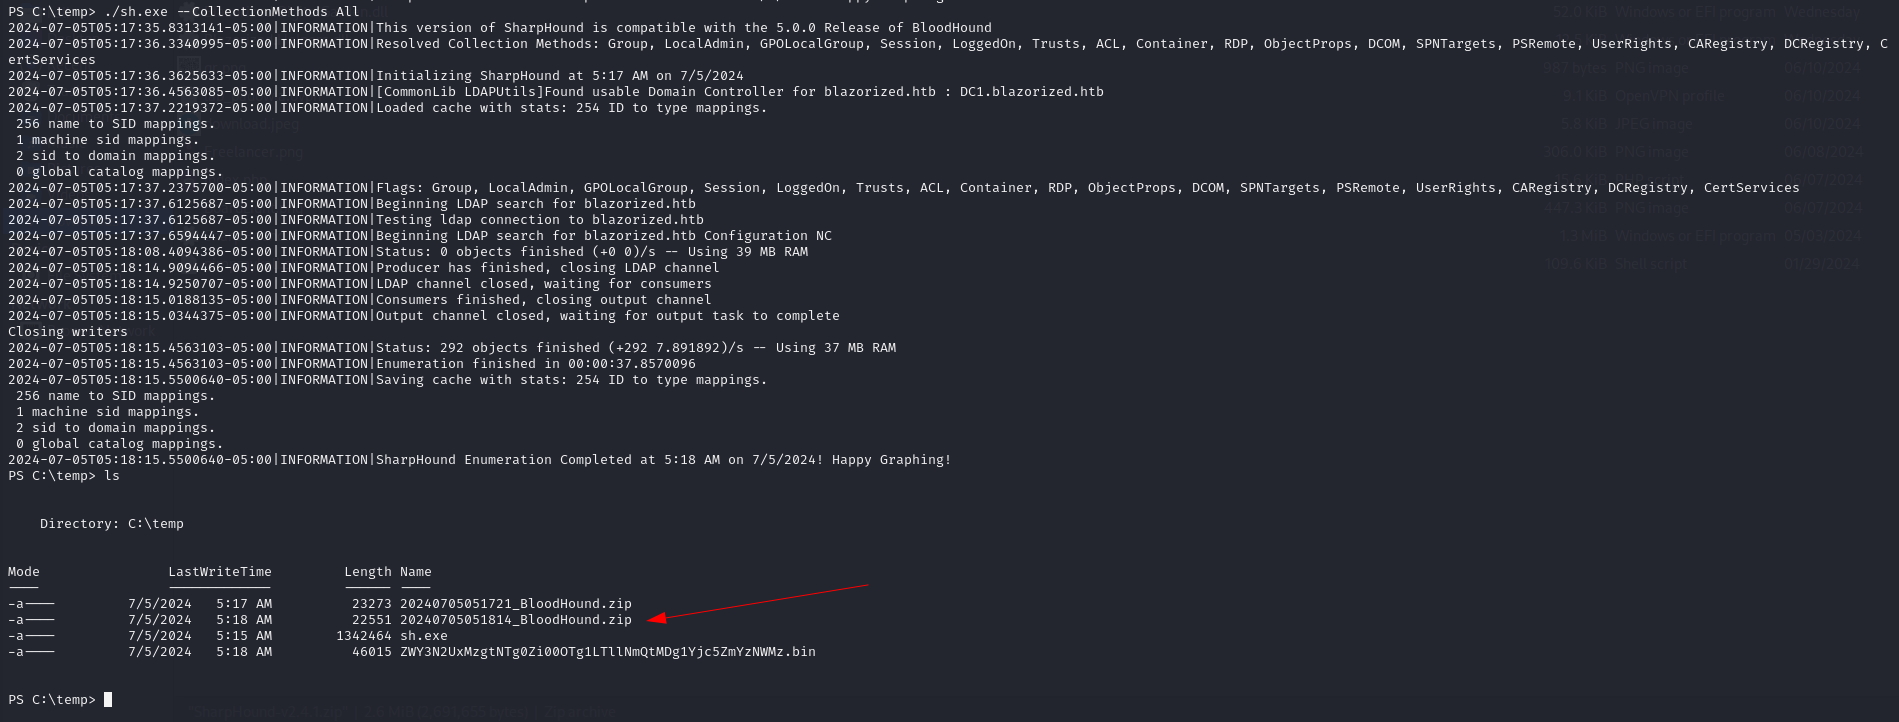 PS C:\temp> ./sh.exe --CollectionMethods All
2024-07-05T05:17:35.8313141-05:00|INFORMATION|This version of SharpHound is compatible with the 5.0.0 Release of BloodHound
2024-07-05T05:17:36.3340995-05:00|INFORMATION|Resolved Collection Methods: Group, LocalAdmin, GPOLocalGroup, Session, LoggedOn, Trusts, ACL, Container, RDP, ObjectProps, DCOM, SPNTargets, PSRemote, UserRights, CARegistry, DCRegistry, C
ertServices
2024-07-05T05:17:36.3625633-05:00|INFORMATION|Initializing SharpHound at 5:17 AM on 7/5/2024
2024-07-05T05:17:36.4563085-05:00|INFORMATION|[CommonLib LDAPUtils]Found usable Domain Controller for blazorized.htb : DC1.blazorized.htb
2024-07-05T05:17:37.2219372-05:00|INFORMATION|Loaded cache with stats: 254 ID to type mappings.
 256 name to SID mappings.
 1 machine sid mappings.
 2 sid to domain mappings.
 0 global catalog mappings.
2024-07-05T05:17:37.2375700-05:00|INFORMATION|Flags: Group, LocalAdmin, GPOLocalGroup, Session, LoggedOn, Trusts, ACL, Container, RDP, ObjectProps, DCOM, SPNTargets, PSRemote, UserRights, CARegistry, DCRegistry, CertServices
2024-07-05T05:17:37.6125687-05:00|INFORMATION|Beginning LDAP search for blazorized.htb
2024-07-05T05:17:37.6125687-05:00|INFORMATION|Testing ldap connection to blazorized.htb
2024-07-05T05:17:37.6594447-05:00|INFORMATION|Beginning LDAP search for blazorized.htb Configuration NC
2024-07-05T05:18:08.4094386-05:00|INFORMATION|Status: 0 objects finished (+0 0)/s -- Using 39 MB RAM
2024-07-05T05:18:14.9094466-05:00|INFORMATION|Producer has finished, closing LDAP channel
2024-07-05T05:18:14.9250707-05:00|INFORMATION|LDAP channel closed, waiting for consumers
2024-07-05T05:18:15.0188135-05:00|INFORMATION|Consumers finished, closing output channel
2024-07-05T05:18:15.0344375-05:00|INFORMATION|Output channel closed, waiting for output task to complete
Closing writers
2024-07-05T05:18:15.4563103-05:00|INFORMATION|Status: 292 objects finished (+292 7.891892)/s -- Using 37 MB RAM
2024-07-05T05:18:15.4563103-05:00|INFORMATION|Enumeration finished in 00:00:37.8570096
2024-07-05T05:18:15.5500640-05:00|INFORMATION|Saving cache with stats: 254 ID to type mappings.
 256 name to SID mappings.
 1 machine sid mappings.
 2 sid to domain mappings.
 0 global catalog mappings.
2024-07-05T05:18:15.5500640-05:00|INFORMATION|SharpHound Enumeration Completed at 5:18 AM on 7/5/2024! Happy Graphing!
PS C:\temp> ls
Directory: C:\temp
Mode LastWriteTime Length Name
---- ------------- ------ ----
-a---- 7/5/2024 5:17 AM 23273 20240705051721_BloodHound.zip
-a---- 7/5/2024 5:18 AM 22551 20240705051814_BloodHound.zip
-a---- 7/5/2024 5:15 AM 1342464 sh.exe
-a---- 7/5/2024 5:18 AM 46015 ZWY3N2UxMzgtNTg0Zi00OTg1LTllNmQtMDg1Yjc5ZmYzNWMz.bin
PS C:\temp>